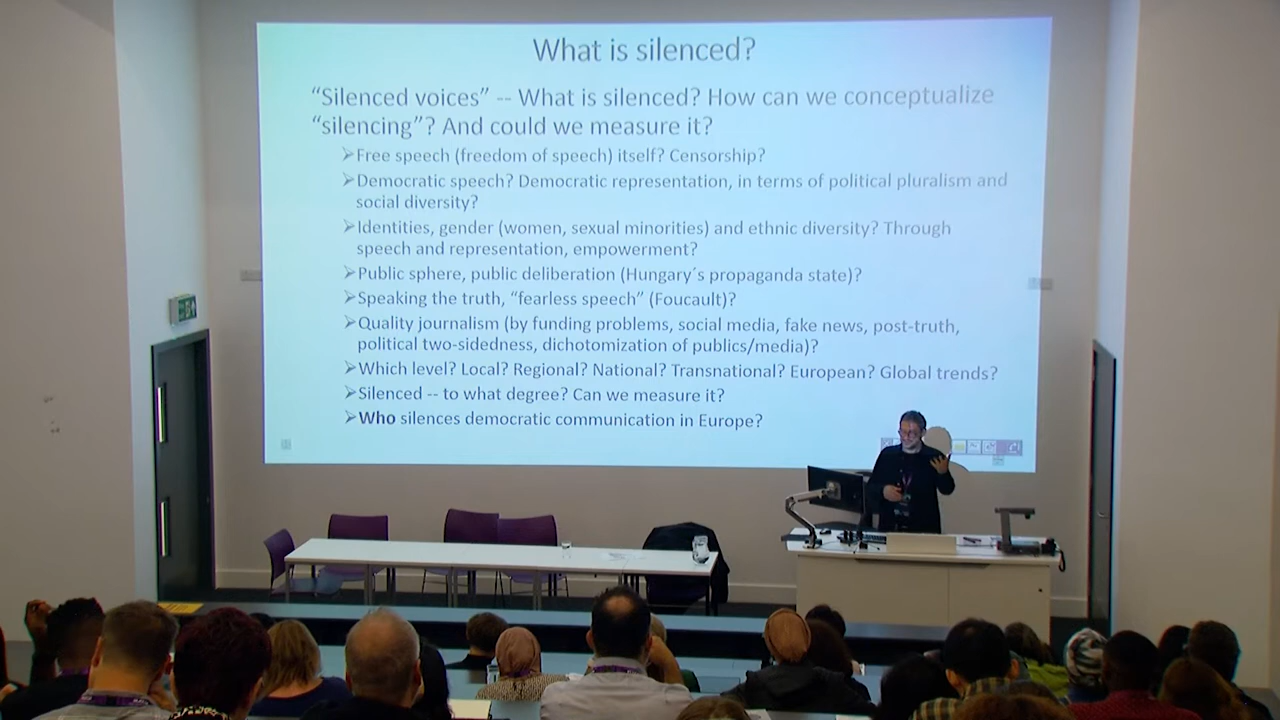 What is silenced?
“Silenced voices” -- What is silenced? How can we conceptualize
“silencing”? And could we measure it?
➢Free speech (freedom of speech) itself? Censorship?
➢Democratic speech? Democratic representation, in terms of political pluralism and
social diversity?
➢Identities, gender (women, sexual minorities) and ethnic diversity? Through
speech and representation, empowerment?
➢Public sphere, public deliberation (Hungary´s propaganda state)?
➢Speaking the truth, “fearless speech” (Foucault)?
➢Quality journalism (by funding problems, social media, fake news, post-truth,
political two-sidedness, dichotomization of publics/media)?
➢Which level? Local? Regional? National? Transnational? European? Global trends?
➢Silenced -- to what degree? Can we measure it?
➢Who silences democratic communication in Europe?